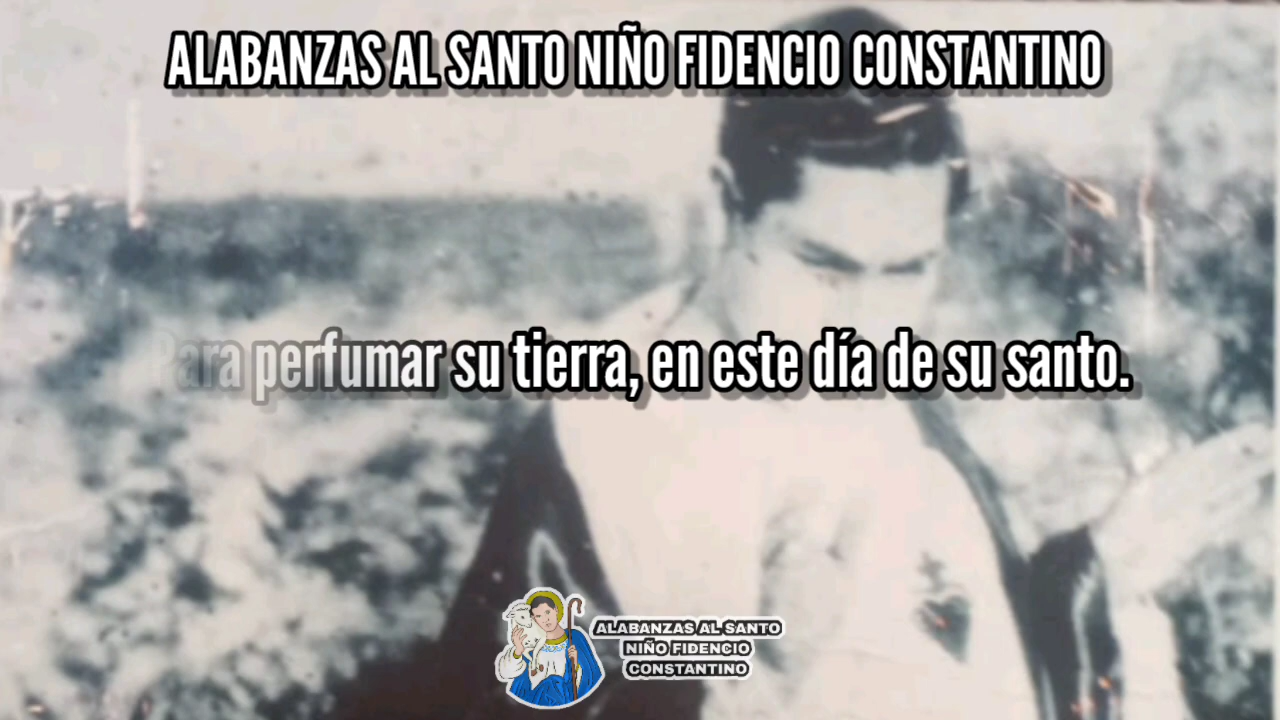 ALABANZAS AL SANTO NIÑO FIDENCIO CONSTANTINO
Para perfumar su tierra, en este día de su santo.
ALABANZAS AL SANTO
NIÑO FIDENCIO
CONSTANTINO